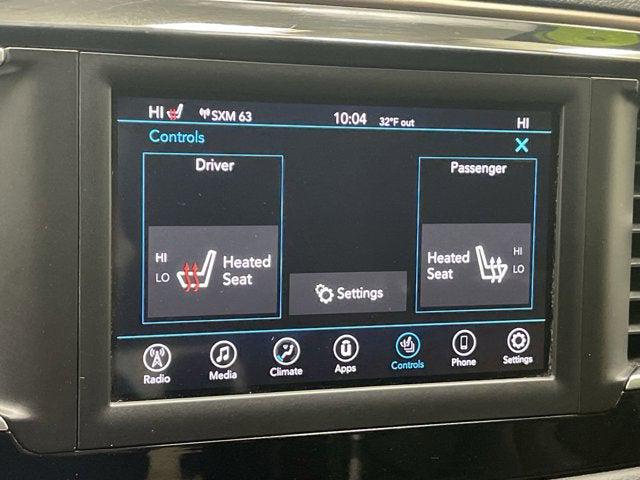 HI SXM 63 10:04 32°F out HI
Controls
Driver
Passenger
HI
LO
Heated
Seat
Settings
Heated
Seat
HI
LO
Radio Media Climate Apps Controls Phone Settings